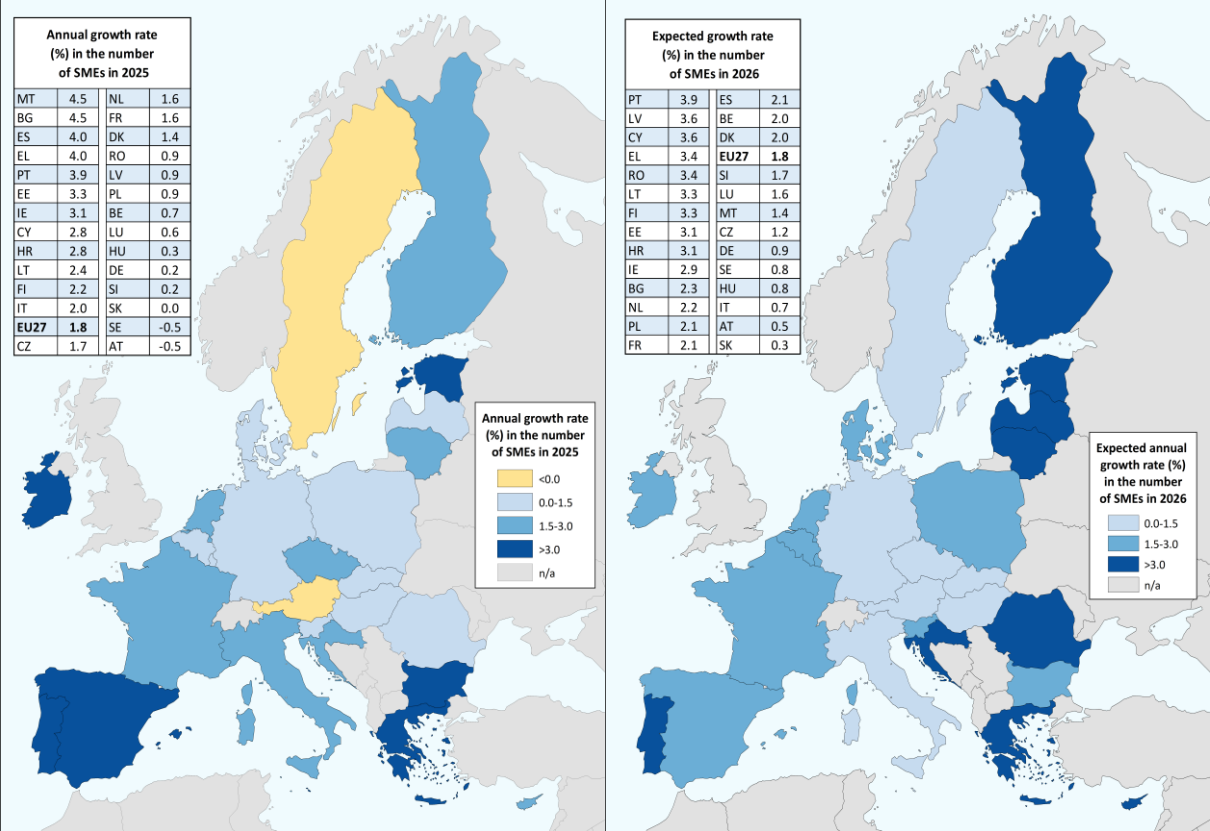 Annual growth rate
(%) in the number
of SMEs in 2025
MT 4.5 NL 1.6
BG 4.5 FR 1.6
ES 4.0 DK 1.4
EL 4.0 RO 0.9
PT 3.9 LV 0.9
EE 3.3 PL 0.9
IE 3.1 BE 0.7
CY 2.8 LU 0.6
HR 2.8 HU 0.3
LT 2.4 DE 0.2
FI 2.2 SI 0.2
IT 2.0 SK 0.0
EU27 1.8 SE -0.5
CZ 1.7 AT -0.5
Annual growth rate
(%) in the number
of SMEs in 2025
<0.0
0.0-1.5
1.5-3.0
>3.0
n/a
Expected growth rate
(%) in the number
of SMEs in 2026
PT 3.9 ES 2.1
LV 3.6 BE 2.0
CY 3.6 DK 2.0
EL 3.4 EU27 1.8
RO 3.4 SI 1.7
LT 3.3 LU 1.6
FI 3.3 MT 1.4
EE 3.1 CZ 1.2
HR 3.1 DE 0.9
IE 2.9 SE 0.8
BG 2.3 HU 0.8
NL 2.2 IT 0.7
PL 2.1 AT 0.5
FR 2.1 SK 0.3
Expected annual
growth rate (%)
in the number
of SMEs in 2026
0.0-1.5
1.5-3.0
>3.0
n/a